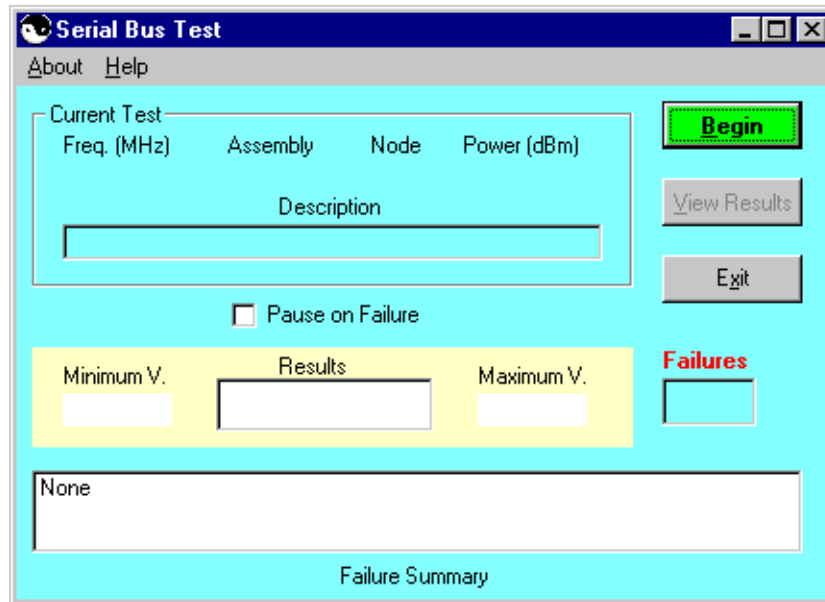 Serial Bus Test
About Help
Current Test
Freq. (MHz) Assembly Node Power (dBm)
Description
Begin
View Results
Exit
Pause on Failure
Minimum V. Results Maximum V.
Failures
None
Failure Summary